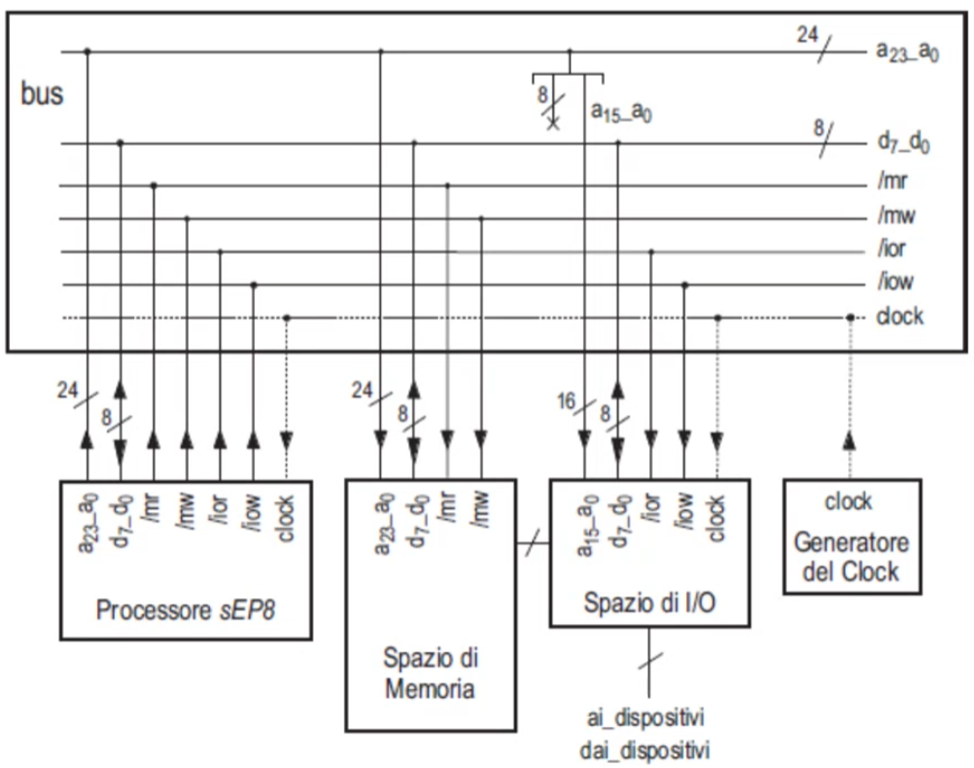 bus
24
a23_a0
8
a15_a0
8
d7_d0
/mr
/mw
/ior
/iow
clock
24
8
24
8
16
8
a23_a0
d7_d0
/mr
/mw
/ior
/iow
clock
Processore sEP8
a23_a0
d7_d0
/mr
/mw
Spazio di
Memoria
a15_a0
d7_d0
/ior
/iow
clock
Spazio di I/O
clock
Generatore
del Clock
ai_dispositivi
dai_dispositivi